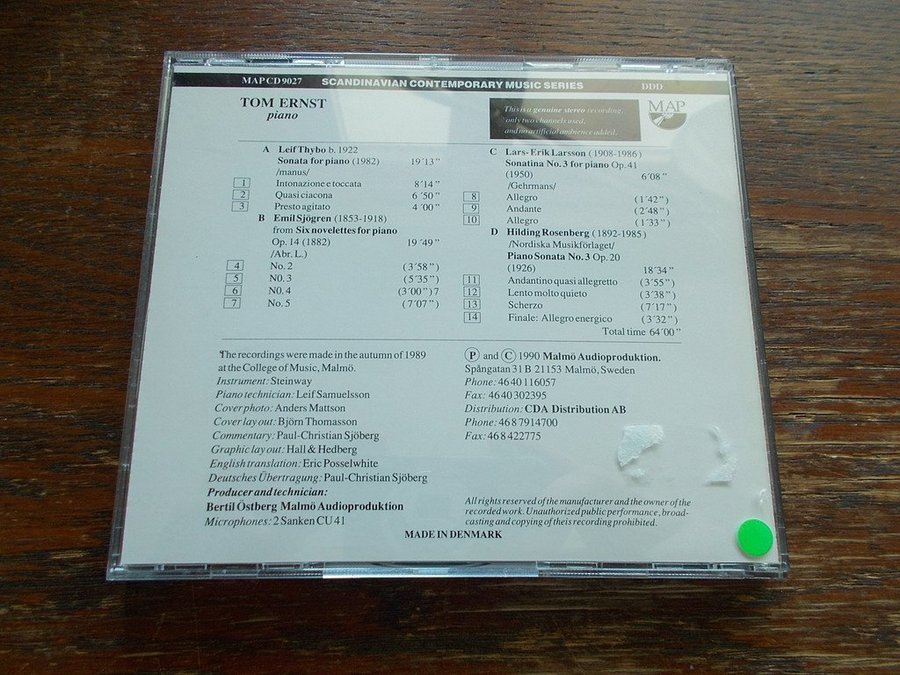 MAP CD 9027 SCANDINAVIAN CONTEMPORARY MUSIC SERIES DDD
TOM ERNST
piano
This is a genuine stereo recording,
only two channels used,
and no artificial ambience added.
MAP
A Leif Thybo b. 1922
Sonata for piano (1982) 19´13”
/manus/
1 Intonazione e toccata 8´14”
2 Quasi ciacona 6´50”
3 Presto agitato 4´00”
B Emil Sjögren (1853-1918)
from Six novelettes for piano
Op. 14 (1882) 19´49”
/Abr. L.)
4 No. 2 (3´58”)
5 N0. 3 (5´35”)
6 N0. 4 (3´00”)7
7 No. 5 (7´07”)
C Lars-Erik Larsson (1908-1986)
Sonatina No. 3 for piano Op. 41
(1950) 6´08”
/Gehrmans/
8 Allegro (1´42”)
9 Andante (2´48”)
10 Allegro (1´33”)
D Hilding Rosenberg (1892-1985)
/Nordiska Musikförlaget/
Piano Sonata No. 3 Op. 20
(1926) 18´34”
11 Andantino quasi allegretto (3´55”)
12 Lento molto quieto (3´38”)
13 Scherzo (7´17”)
14 Finale: Allegro energico (3´32”)
Total time 64´00”
The recordings were made in the autumn of 1989
at the College of Music, Malmö.
Instrument: Steinway
Piano technician: Leif Samuelsson
Cover photo: Anders Mattson
Cover lay out: Björn Thomasson
Commentary: Paul-Christian Sjöberg
Graphic lay out: Hall & Hedberg
English translation: Eric Posselwhite
Deutsches Übertragung: Paul-Christian Sjöberg
Producer and technician:
Bertil Östberg Malmö Audioproduktion
Microphones: 2 Sanken CU 41
Ⓟ and Ⓒ 1990 Malmö Audioproduktion.
Spångatan 31 B 21153 Malmö, Sweden
Phone: 46 40 116057
Fax: 46 40 302395
Distribution: CDA Distribution AB
Phone: 46 8 7914700
Fax: 46 8 422775
All rights reserved of the manufacturer and the owner of the
recorded work. Unauthorized public performance, broad-
casting and copying of theis recording prohibited.
MADE IN DENMARK